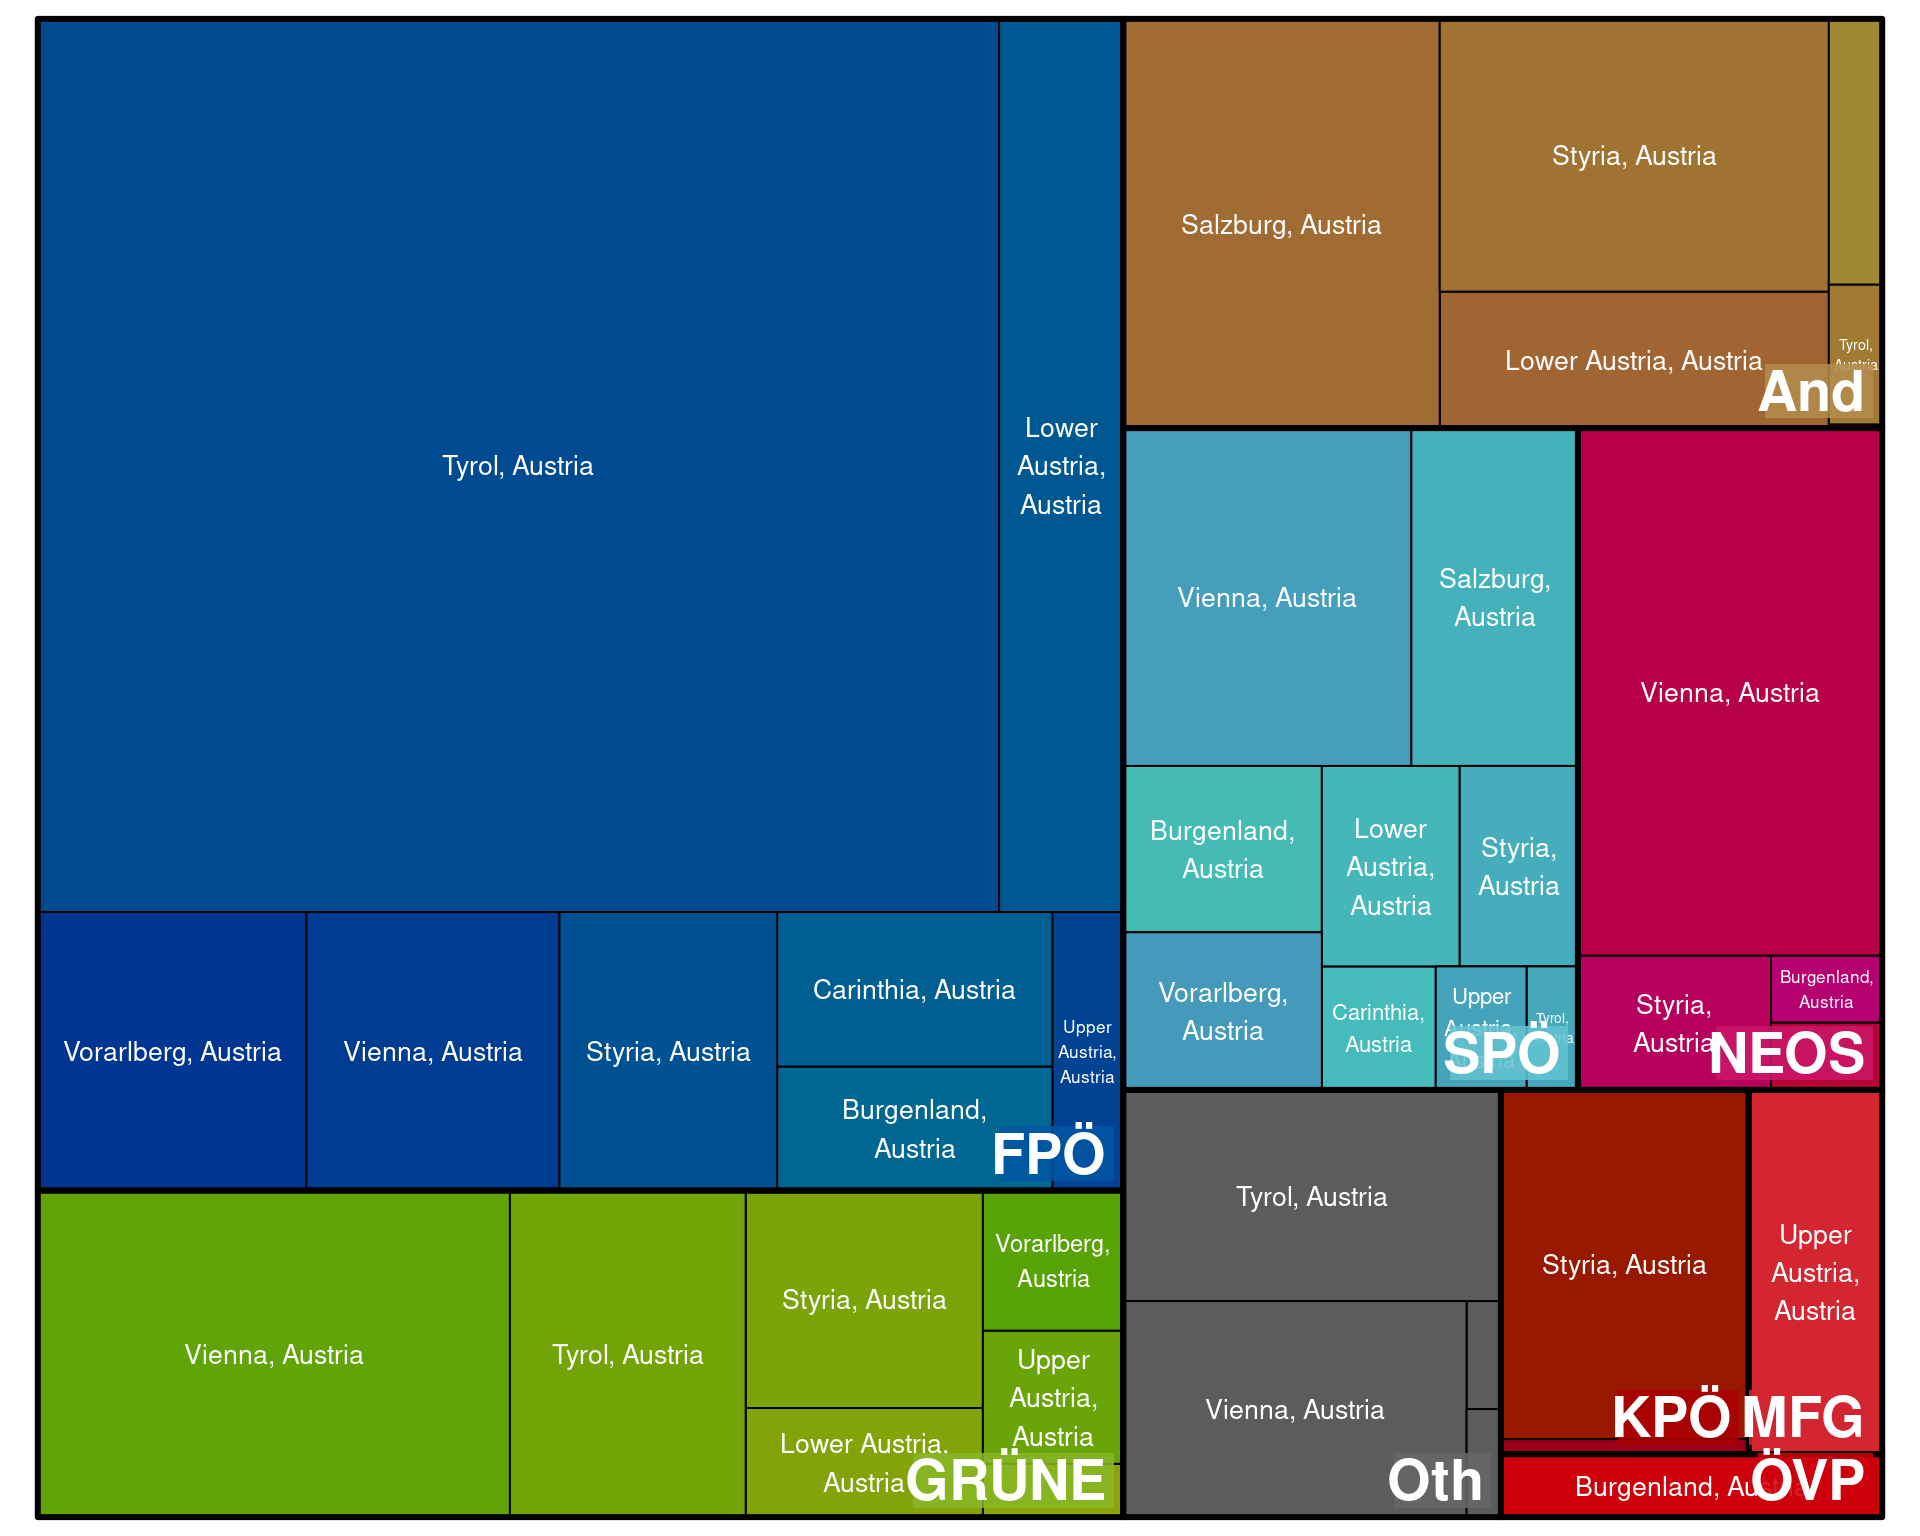 Tyrol, Austria
Lower
Austria,
Austria
Vorarlberg, Austria
Vienna, Austria
Styria, Austria
Carinthia, Austria
Burgenland,
Austria
Upper
Austria,
Austria
FPÖ
Vienna, Austria
Tyrol, Austria
Styria, Austria
Lower Austria,
Austria
Vorarlberg,
Austria
Upper
Austria,
Austria
GRÜNE
Salzburg, Austria
Styria, Austria
Lower Austria, Austria
Tyrol,
Austria
And
Vienna, Austria
Salzburg,
Austria
Burgenland,
Austria
Vorarlberg,
Austria
Lower
Austria,
Austria
Styria,
Austria
Carinthia,
Austria
Upper
Austria,
Austria
Tyrol,
SPÖ
Vienna, Austria
Styria,
Austria
Burgenland,
Austria
NEOS
Tyrol, Austria
Vienna, Austria
Oth
Styria, Austria
KPÖ
Upper
Austria,
Austria
MFG
Burgenland, Austria
ÖVP